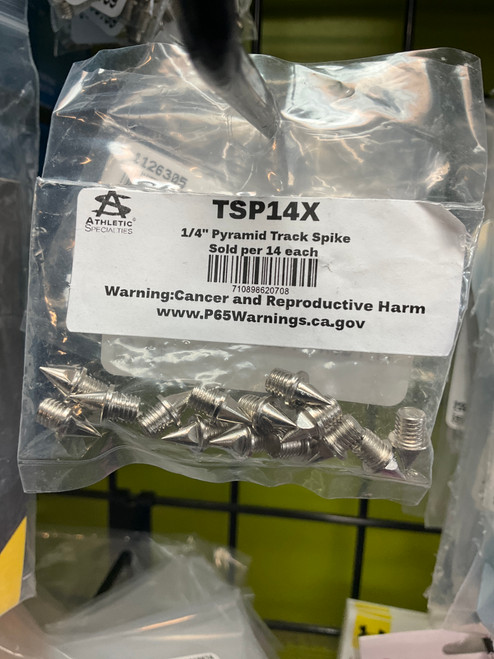 1126305
ATHLETIC
SPECIALTIES
TSP14X
1/4" Pyramid Track Spike
Sold per 14 each
710898620708
Warning:Cancer and Reproductive Harm
www.P65Warnings.ca.gov